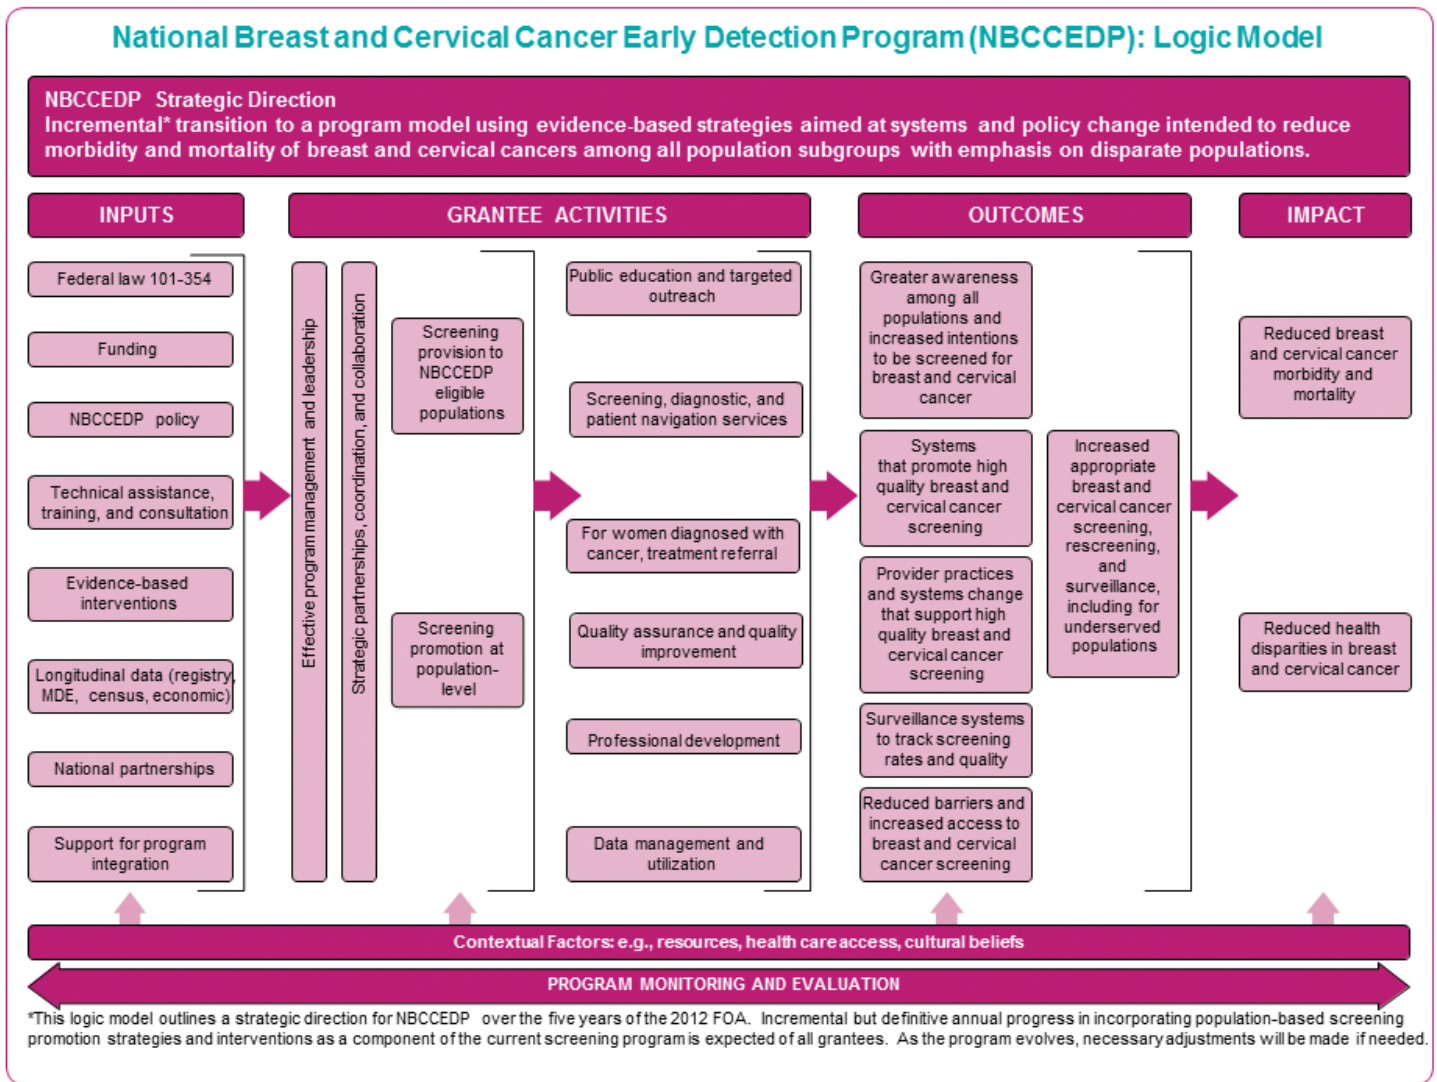 National Breast and Cervical Cancer Early Detection Program (NBCCEDP): Logic Model
NBCCEDP Strategic Direction
Incremental* transition to a program model using evidence-based strategies aimed at systems and policy change intended to reduce
morbidity and mortality of breast and cervical cancers among all population subgroups with emphasis on disparate populations.
INPUTS
Federal law 101-354
Funding
NBCCEDP policy
Technical assistance,
training, and consultation
Evidence-based
interventions
Longitudinal data (registry,
MDE, census, economic)
National partnerships
Support for program
integration
GRANTEE ACTIVITIES
Effective program management and leadership
Strategic partnerships, coordination, and collaboration
Screening
provision to
NBCCEDP
eligible
populations
Screening
promotion at
population-
level
Public education and targeted
outreach
Screening, diagnostic, and
patient navigation services
For women diagnosed with
cancer, treatment referral
Quality assurance and quality
improvement
Professional development
Data management and
utilization
OUTCOMES
Greater awareness
among all
populations and
increased intentions
to be screened for
breast and cervical
cancer
Systems
that promote high
quality breast and
cervical cancer
screening
Provider practices
and systems change
that support high
quality breast and
cervical cancer
screening
Surveillance systems
to track screening
rates and quality
Reduced barriers and
increased access to
breast and cervical
cancer screening
Increased
appropriate
breast and
cervical cancer
screening,
rescreening,
and
surveillance,
including for
underserved
populations
IMPACT
Reduced breast
and cervical cancer
morbidity and
mortality
Reduced health
disparities in breast
and cervical cancer
Contextual Factors: e.g., resources, health care access, cultural beliefs
PROGRAM MONITORING AND EVALUATION
*This logic model outlines a strategic direction for NBCCEDP over the five years of the 2012 FOA. Incremental but definitive annual progress in incorporating population-based screening
promotion strategies and interventions as a component of the current screening program is expected of all grantees. As the program evolves, necessary adjustments will be made if needed.